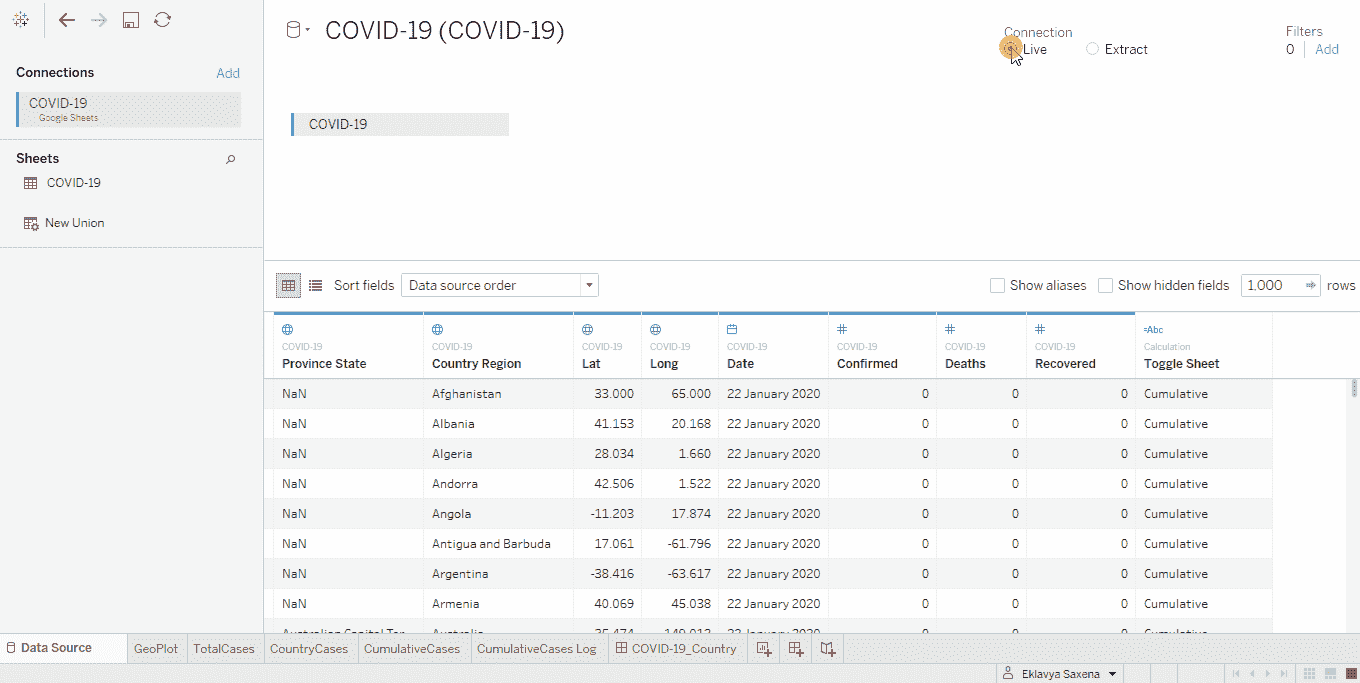 COVID-19 (COVID-19)
Connection
Live
Extract
Filters
0
Add
Connections
Add
COVID-19
Google Sheets
Sheets
COVID-19
New Union
COVID-19
Sort fields
Data source order
Show aliases
Show hidden fields
1,000
rows
COVID-19 COVID-19 COVID-19 COVID-19 COVID-19 COVID-19 COVID-19 COVID-19 =Abc Calculation
Province State Country Region Lat Long Date Confirmed Deaths Recovered Toggle Sheet
NaN Afghanistan 33.000 65.000 22 January 2020 0 0 0 Cumulative
NaN Albania 41.153 20.168 22 January 2020 0 0 0 Cumulative
NaN Algeria 28.034 1.660 22 January 2020 0 0 0 Cumulative
NaN Andorra 42.506 1.522 22 January 2020 0 0 0 Cumulative
NaN Angola -11.203 17.874 22 January 2020 0 0 0 Cumulative
NaN Antigua and Barbuda 17.061 -61.796 22 January 2020 0 0 0 Cumulative
NaN Argentina -38.416 -63.617 22 January 2020 0 0 0 Cumulative
NaN Armenia 40.069 45.038 22 January 2020 0 0 0 Cumulative
Data Source GeoPlot TotalCases CountryCases CumulativeCases CumulativeCases Log COVID-19_Country
Eklavya Saxena